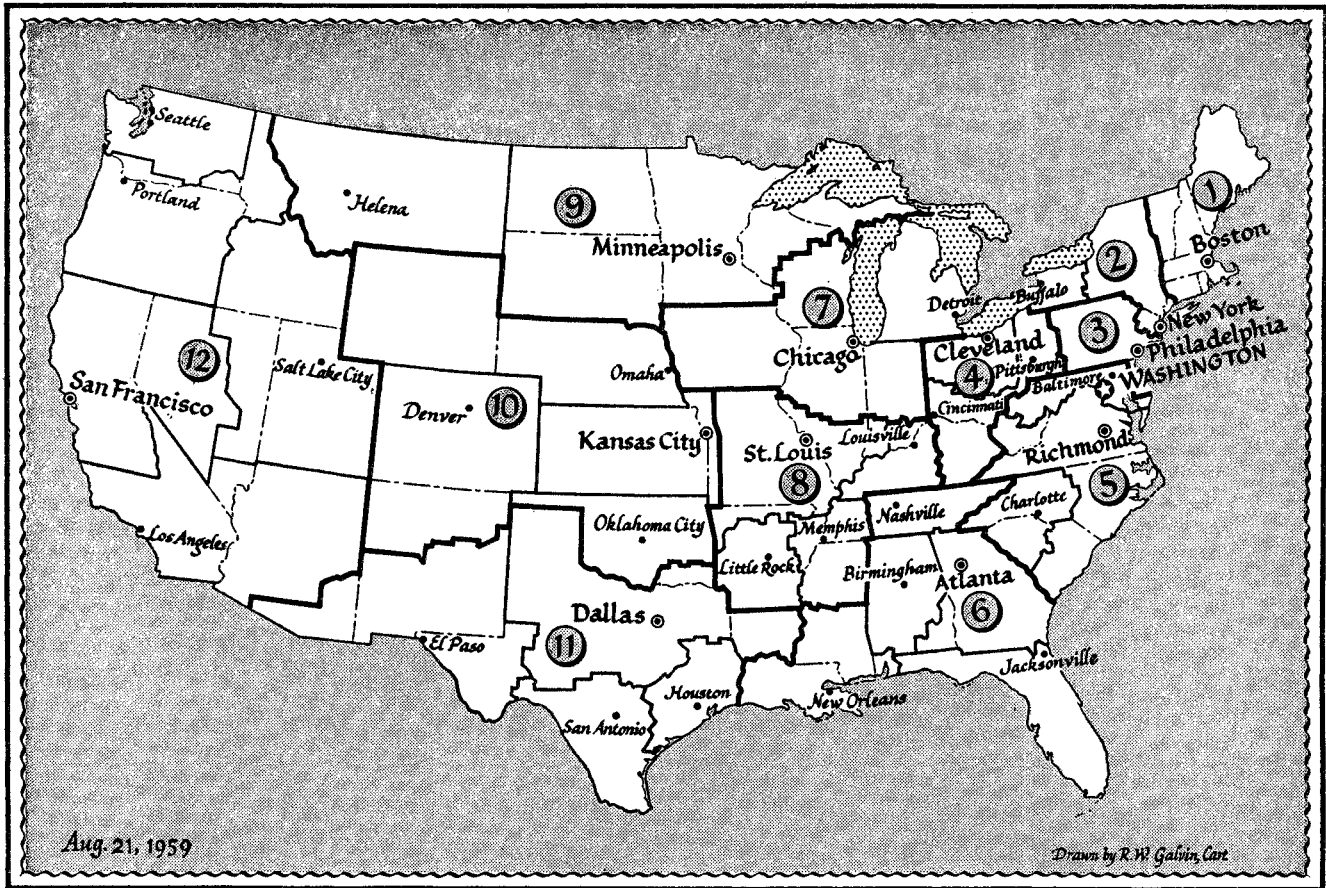 Seattle
Portland
Helena
9
Minneapolis
1
Boston
2
Detroit
Buffalo
7
3
New York
Philadelphia
Cleveland
Chicago
Pittsburgh
WASHINGTON
4
Baltimore
12
Salt Lake City
Omaha
Cincinnati
San Francisco
Denver
10
Kansas City
St. Louis
Louisville
Richmond
8
5
Los Angeles
Oklahoma City
Memphis
Nashville
Charlotte
Little Rock
Birmingham
Atlanta
6
Dallas
11
El Paso
Jacksonville
Houston
New Orleans
San Antonio
Aug. 21, 1959
Drawn by R.W. Galvin, Cart